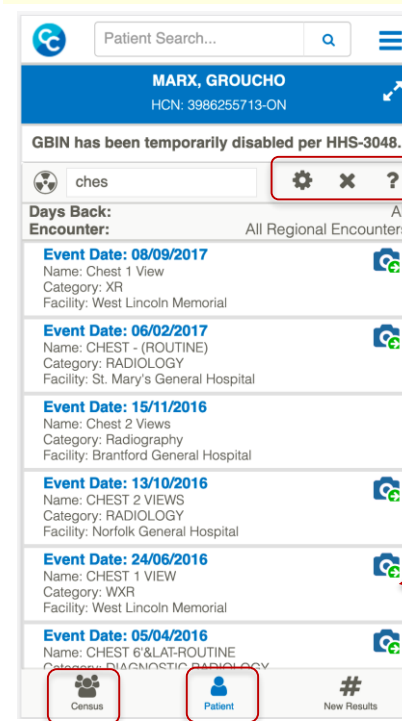 Patient Search...
MARX, GROUCHO
HCN: 3986255713-ON
GBIN has been temporarily disabled per HHS-3048.
ches
?
Days Back:
Encounter: All Regional Encounters
Event Date: 08/09/2017
Name: Chest 1 View
Category: XR
Facility: West Lincoln Memorial
Event Date: 06/02/2017
Name: CHEST - (ROUTINE)
Category: RADIOLOGY
Facility: St. Mary's General Hospital
Event Date: 15/11/2016
Name: Chest 2 Views
Category: Radiography
Facility: Brantford General Hospital
Event Date: 13/10/2016
Name: CHEST 2 VIEWS
Category: RADIOLOGY
Facility: Norfolk General Hospital
Event Date: 24/06/2016
Name: CHEST 1 VIEW
Category: WXR
Facility: West Lincoln Memorial
Event Date: 05/04/2016
Name: CHEST 6'&LAT-ROUTINE
Category: DIAGNOSTIC RADIOLOGY
Census
Patient
#
New Results